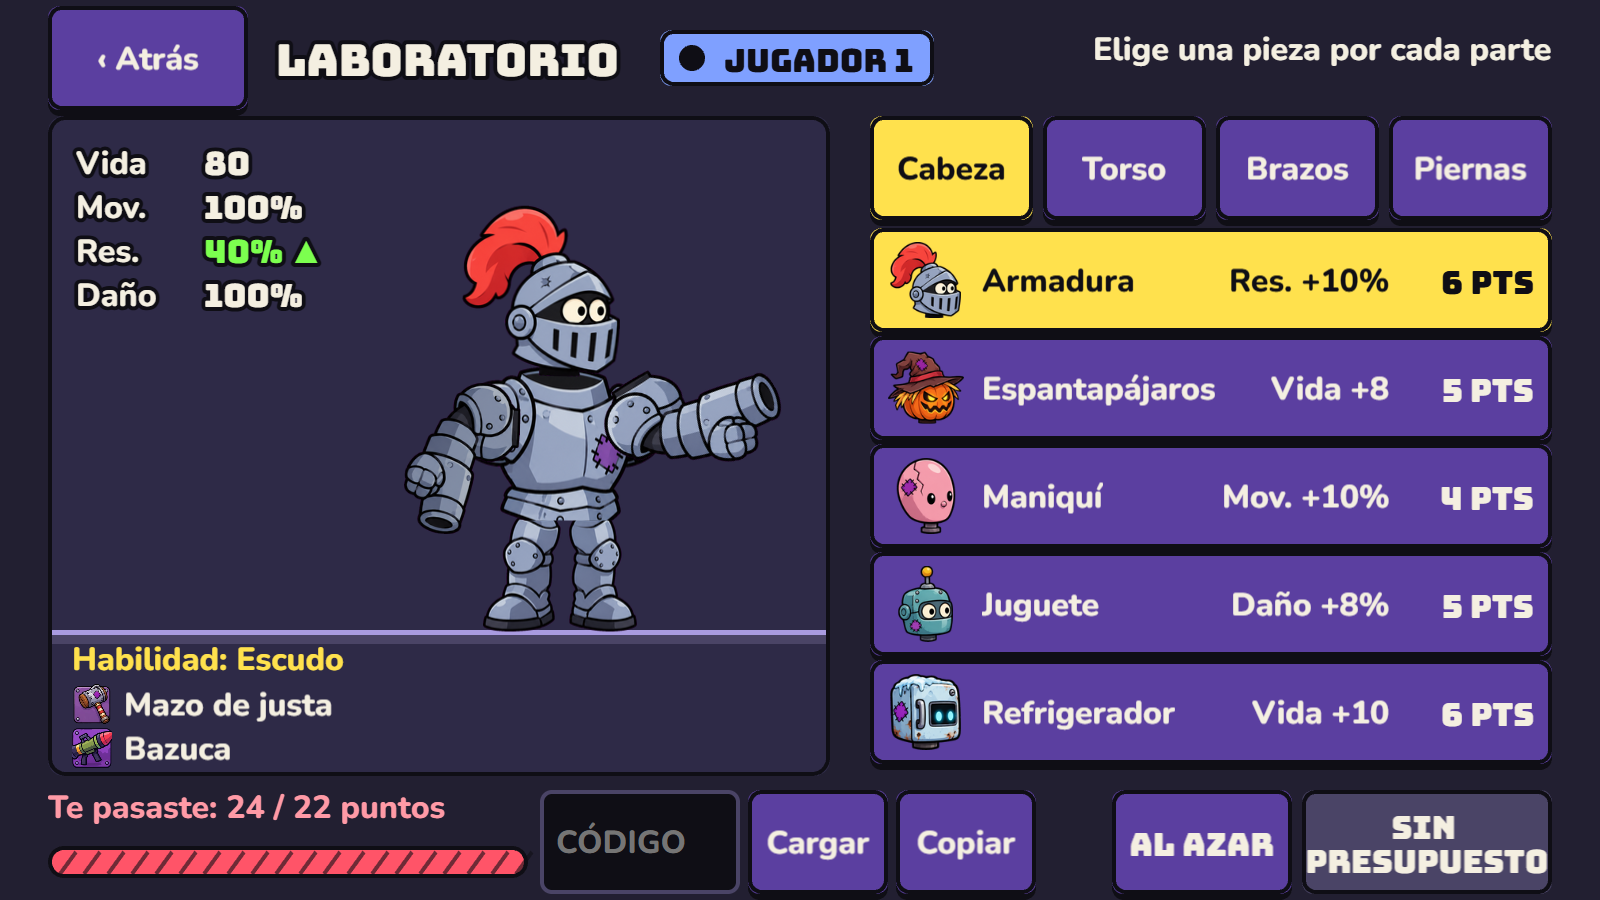 ‹ Atrás
LABORATORIO
JUGADOR 1
Elige una pieza por cada parte
Vida 80
Mov. 100%
Res. 40% ▲
Daño 100%
Habilidad: Escudo
Mazo de justa
Bazuca
Cabeza
Torso
Brazos
Piernas
Armadura Res. +10% 6 PTS
Espantapájaros Vida +8 5 PTS
Maniquí Mov. +10% 4 PTS
Juguete Daño +8% 5 PTS
Refrigerador Vida +10 6 PTS
Te pasaste: 24 / 22 puntos
CÓDIGO
Cargar
Copiar
AL AZAR
SIN
PRESUPUESTO